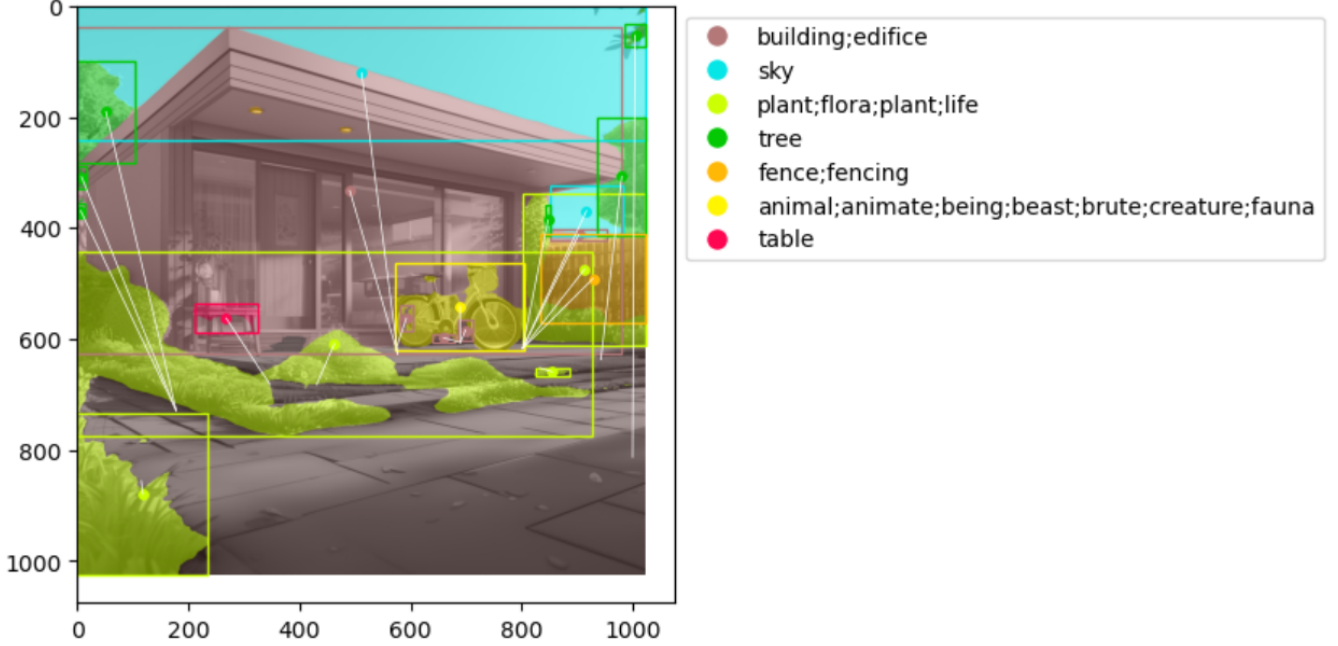 0
200
400
600
800
1000
0 200 400 600 800 1000
building;edifice
sky
plant;flora;plant;life
tree
fence;fencing
animal;animate;being;beast;brute;creature;fauna
table